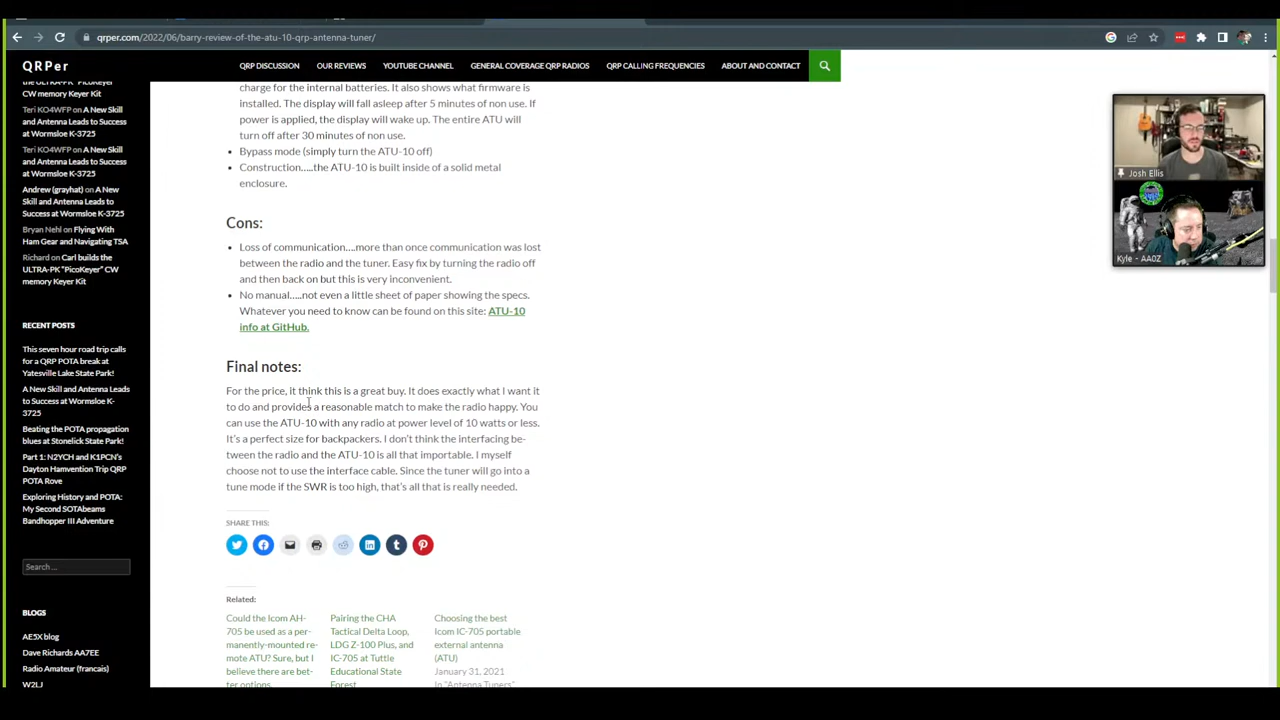 qrper.com/2022/06/barry-review-of-the-atu-10-qrp-antenna-tuner/
QRPer
QRP DISCUSSION
OUR REVIEWS
YOUTUBE CHANNEL
GENERAL COVERAGE QRP RADIOS
QRP CALLING FREQUENCIES
ABOUT AND CONTACT
the ULTRA-PK "PicoKeyer"
CW memory Keyer Kit
Teri KO4WFP on A New Skill
and Antenna Leads to
Success at Wormsloe K-3725
Teri KO4WFP on A New Skill
and Antenna Leads to
Success at Wormsloe K-3725
Andrew (grayhat) on A New
Skill and Antenna Leads to
Success at Wormsloe K-3725
Bryan Nehl on Flying With
Ham Gear and Navigating TSA
Richard on Carl builds the
ULTRA-PK "PicoKeyer" CW
memory Keyer Kit
RECENT POSTS
This seven hour road trip calls
for a QRP POTA break at
Yatesville Lake State Park!
A New Skill and Antenna Leads
to Success at Wormsloe K-
3725
Beating the POTA propagation
blues at Stonelick State Park!
Part 1: N2YCH and K1PCN's
Dayton Hamvention Trip QRP
POTA Rove
Exploring History and POTA:
My Second SOTAbeams
Bandhopper III Adventure
Search …
BLOGS
AE5X blog
Dave Richards AA7EE
Radio Amateur (francais)
W2LJ
charge for the internal batteries. It also shows what firmware is
installed. The display will fall asleep after 5 minutes of non use. If
power is applied, the display will wake up. The entire ATU will
turn off after 30 minutes of non use.
• Bypass mode (simply turn the ATU-10 off)
• Construction…..the ATU-10 is built inside of a solid metal
enclosure.
Cons:
• Loss of communication….more than once communication was lost
between the radio and the tuner. Easy fix by turning the radio off
and then back on but this is very inconvenient.
• No manual…..not even a little sheet of paper showing the specs.
Whatever you need to know can be found on this site: ATU-10
info at GitHub.
Final notes:
For the price, it think this is a great buy. It does exactly what I want it
to do and provides a reasonable match to make the radio happy. You
can use the ATU-10 with any radio at power level of 10 watts or less.
It's a perfect size for backpackers. I don't think the interfacing be-
tween the radio and the ATU-10 is all that importable. I myself
choose not to use the interface cable. Since the tuner will go into a
tune mode if the SWR is too high, that's all that is really needed.
SHARE THIS:
Related:
Could the Icom AH-
705 be used as a per-
manently-mounted re-
mote ATU? Sure, but I
believe there are bet-
ter options.
Pairing the CHA
Tactical Delta Loop,
LDG Z-100 Plus, and
IC-705 at Tuttle
Educational State
Forest
Choosing the best
Icom IC-705 portable
external antenna
(ATU)
January 31, 2021
In "Antenna Tuners"
Josh Ellis
Kyle - AA0Z